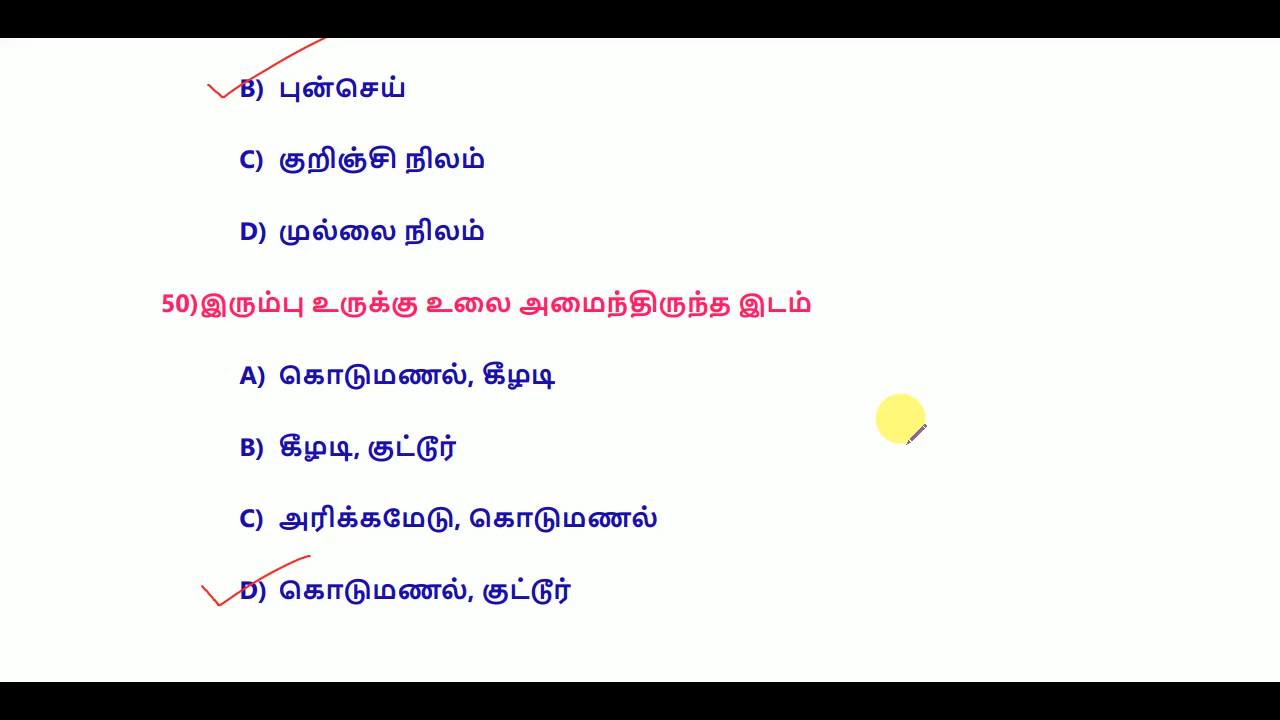 B) புன்செய்
C) குறிஞ்சி நிலம்
D) முல்லை நிலம்
50)இரும்பு உருக்கு உலை அமைந்திருந்த இடம்
A) கொடுமணல், கீழடி
B) கீழடி, குட்டூர்
C) அரிக்கமேடு, கொடுமணல்
D) கொடுமணல், குட்டூர்